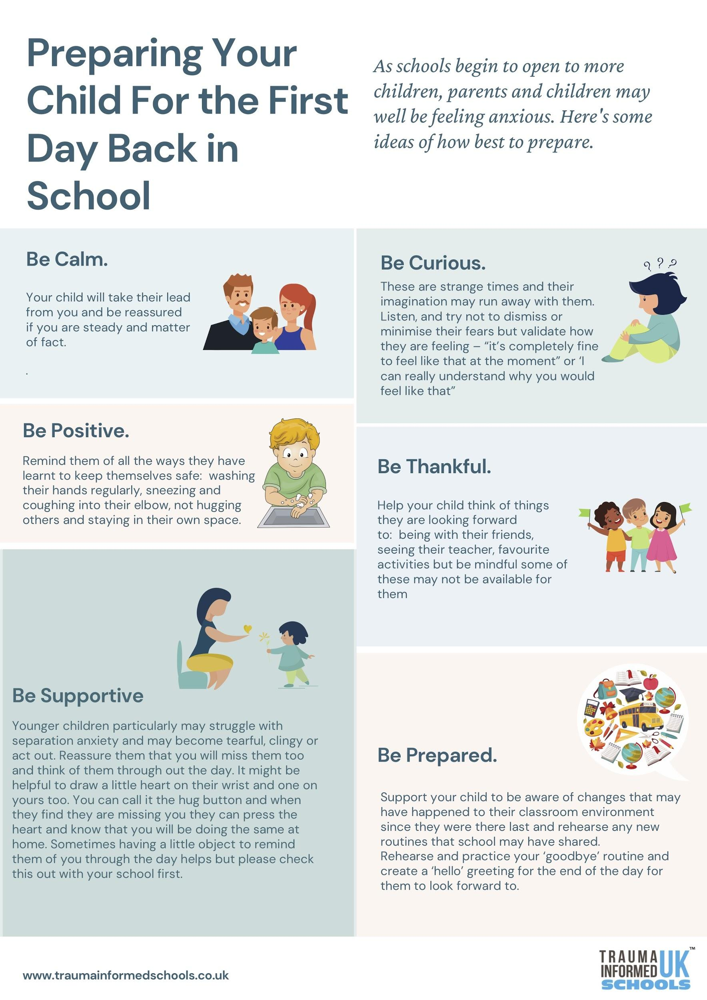 Preparing Your
Child For the First
Day Back in
School
As schools begin to open to more
children, parents and children may
well be feeling anxious. Here's some
ideas of how best to prepare.
Be Calm.
Your child will take their lead
from you and be reassured
if you are steady and matter
of fact.
.
Be Curious.
? ? ?
These are strange times and their
imagination may run away with them.
Listen, and try not to dismiss or
minimise their fears but validate how
they are feeling – “it’s completely fine
to feel like that at the moment” or ‘I
can really understand why you would
feel like that”
Be Positive.
Remind them of all the ways they have
learnt to keep themselves safe:  washing
their hands regularly, sneezing and
coughing into their elbow, not hugging
others and staying in their own space.
Be Thankful.
Help your child think of things
they are looking forward
to:  being with their friends,
seeing their teacher, favourite
activities but be mindful some of
these may not be available for
them
Be Supportive
Younger children particularly may struggle with
separation anxiety and may become tearful, clingy or
act out. Reassure them that you will miss them too
and think of them through out the day. It might be
helpful to draw a little heart on their wrist and one on
yours too. You can call it the hug button and when
they find they are missing you they can press the
heart and know that you will be doing the same at
home. Sometimes having a little object to remind
them of you through the day helps but please check
this out with your school first.
Be Prepared.
Support your child to be aware of changes that may
have happened to their classroom environment
since they were there last and rehearse any new
routines that school may have shared.
Rehearse and practice your ‘goodbye’ routine and
create a ‘hello’ greeting for the end of the day for
them to look forward to.
www.traumainformedschools.co.uk
TRAUMA
INFORMED
UK™
SCHOOLS